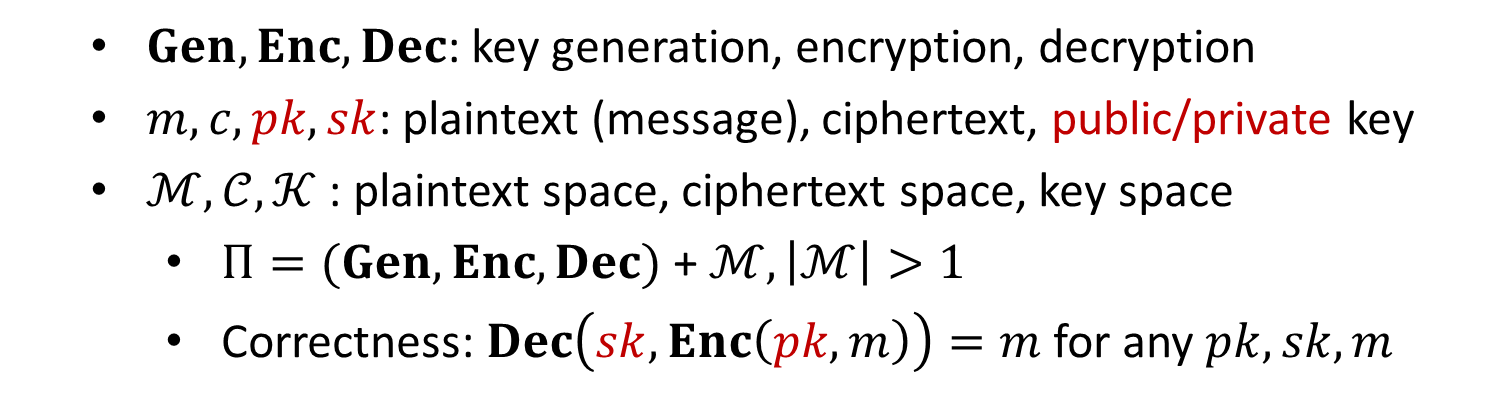 • Gen, Enc, Dec: key generation, encryption, decryption
• m, c, pk, sk: plaintext (message), ciphertext, public/private key
• ℳ, 𝒞, 𝒦 : plaintext space, ciphertext space, key space
• Π = (Gen, Enc, Dec) + ℳ, |ℳ| > 1
• Correctness: Dec(sk, Enc(pk, m)) = m for any pk, sk, m